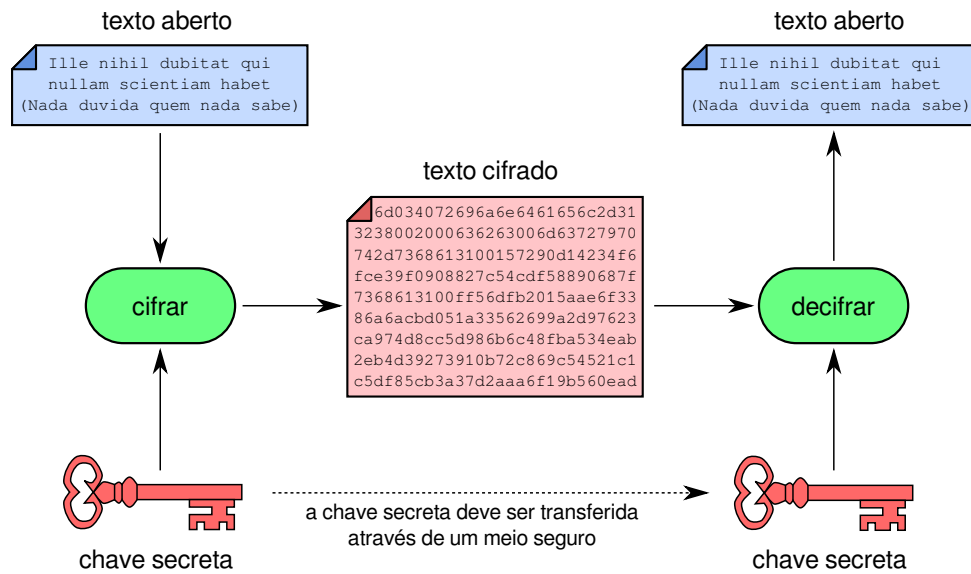 texto aberto
Ille nihil dubitat qui
nullam scientiam habet
(Nada duvida quem nada sabe)
texto aberto
Ille nihil dubitat qui
nullam scientiam habet
(Nada duvida quem nada sabe)
texto cifrado
6d034072696a6e6461656c2d31
3238002000636263006d63727970
742d7368613100157290d14234f6
fce39f0908827c54cdf58890687f
7368613100ff56dfb2015aae6f33
86a6acbd051a33562699a2d97623
ca974d8cc5d986b6c48fba534eab
2eb4d39273910b72c869c54521c1
c5df85cb3a37d2aaa6f19b560ead
cifrar
decifrar
a chave secreta deve ser transferida
através de um meio seguro
chave secreta
chave secreta